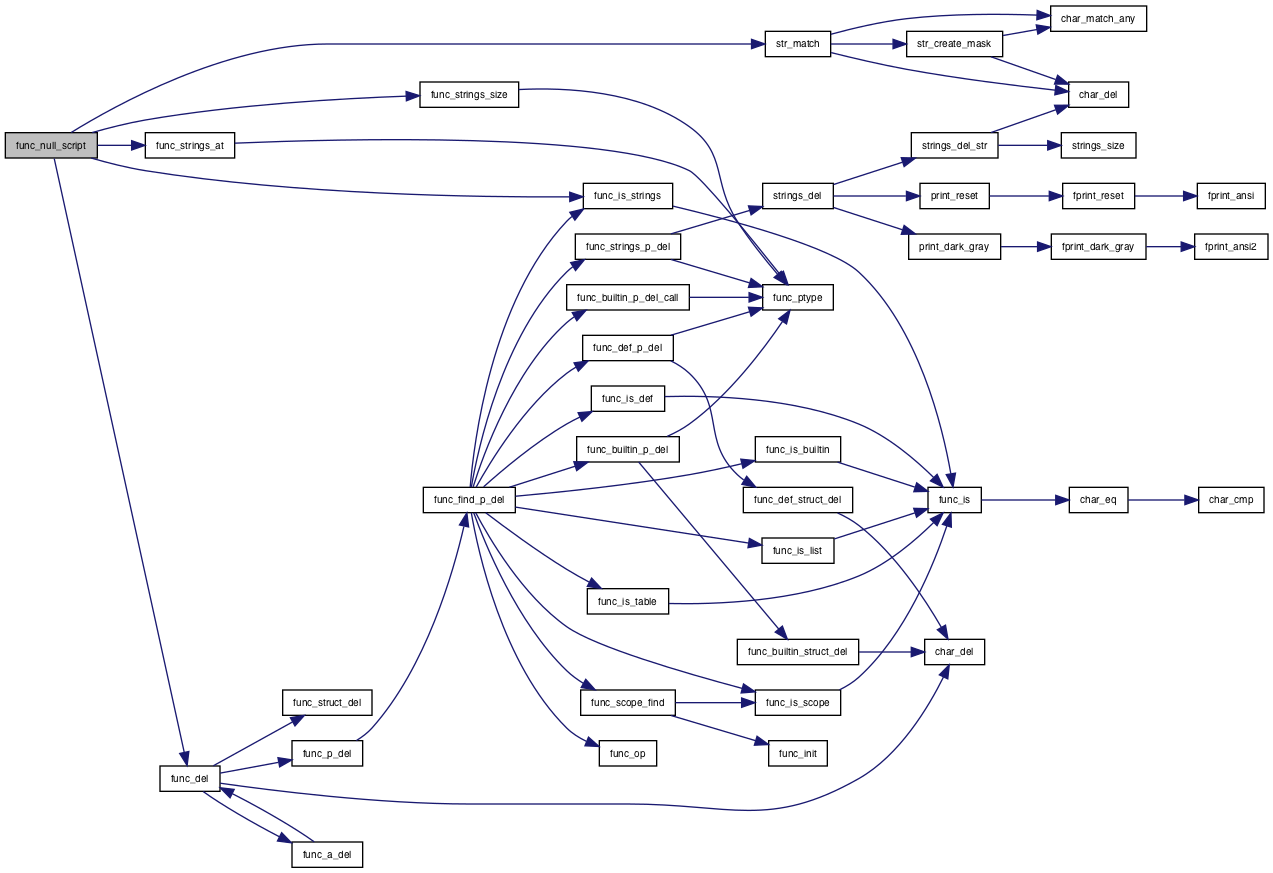 char_match_any
str_match
str_create_mask
func_strings_size
char_del
func_null_script
func_strings_at
strings_del_str
strings_size
func_is_strings
strings_del
print_reset
fprint_reset
fprint_ansi
func_strings_p_del
print_dark_gray
fprint_dark_gray
fprint_ansi2
func_builtin_p_del_call
func_ptype
func_def_p_del
func_is_def
func_builtin_p_del
func_is_builtin
func_find_p_del
func_def_struct_del
func_is
char_eq
char_cmp
func_is_list
func_is_table
func_builtin_struct_del
char_del
func_struct_del
func_scope_find
func_is_scope
func_p_del
func_op
func_init
func_del
func_a_del